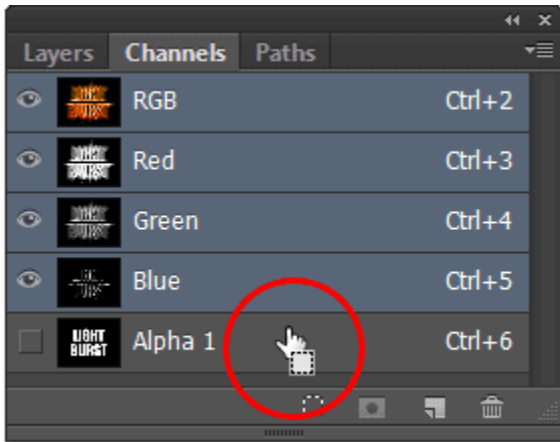 Layers Channels Paths
RGB Ctrl+2
Red Ctrl+3
Green Ctrl+4
Blue Ctrl+5
LIGHT
BURST
Alpha 1 Ctrl+6